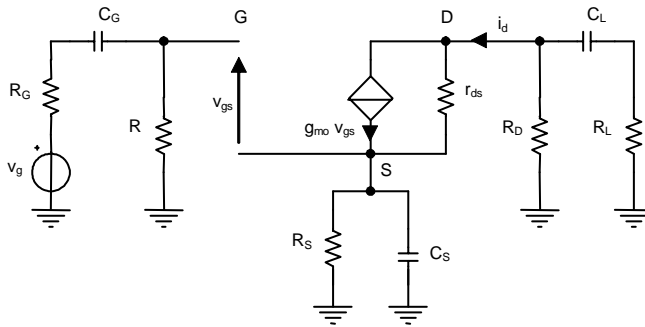 C_G
G
D
i_d
C_L
R_G
R
v_gs
r_ds
g_mo v_gs
R_D
R_L
+
v_g
S
R_S
C_S